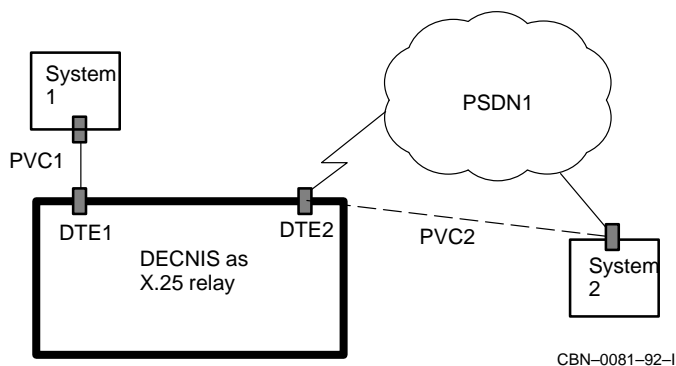 System
1
PSDN1
PVC1
DTE1
DTE2
PVC2
DECNIS as
X.25 relay
System
2
CBN–0081–92–I